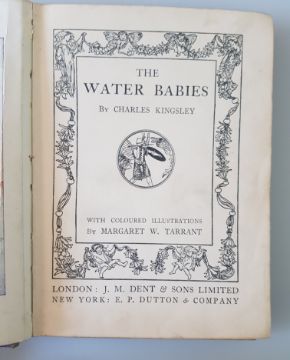 THE
WATER BABIES
By CHARLES KINGSLEY
WITH COLOURED ILLUSTRATIONS
By MARGARET W. TARRANT
LONDON: J. M. DENT & SONS LIMITED
NEW YORK: E. P. DUTTON & COMPANY